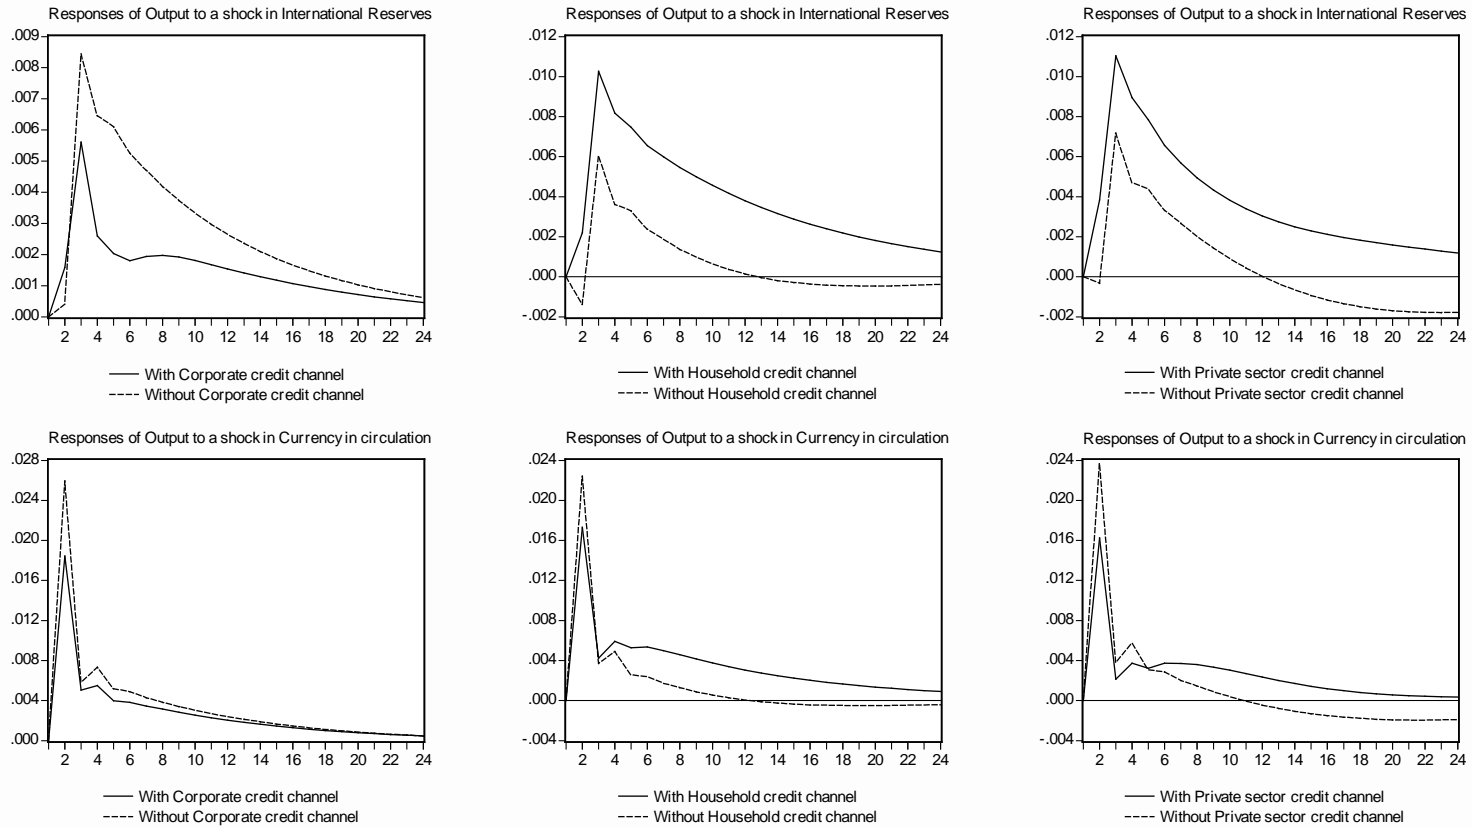 Responses of Output to a shock in International Reserves
.009
.008
.007
.006
.005
.004
.003
.002
.001
.000
2 4 6 8 10 12 14 16 18 20 22 24
With Corporate credit channel
Without Corporate credit channel
Responses of Output to a shock in International Reserves
.012
.010
.008
.006
.004
.002
.000
-.002
2 4 6 8 10 12 14 16 18 20 22 24
With Household credit channel
Without Household credit channel
Responses of Output to a shock in International Reserves
.012
.010
.008
.006
.004
.002
.000
-.002
2 4 6 8 10 12 14 16 18 20 22 24
With Private sector credit channel
Without Private sector credit channel
Responses of Output to a shock in Currency in circulation
.028
.024
.020
.016
.012
.008
.004
.000
2 4 6 8 10 12 14 16 18 20 22 24
With Corporate credit channel
Without Corporate credit channel
Responses of Output to a shock in Currency in circulation
.024
.020
.016
.012
.008
.004
.000
-.004
2 4 6 8 10 12 14 16 18 20 22 24
With Household credit channel
Without Household credit channel
Responses of Output to a shock in Currency in circulation
.024
.020
.016
.012
.008
.004
.000
-.004
2 4 6 8 10 12 14 16 18 20 22 24
With Private sector credit channel
Without Private sector credit channel